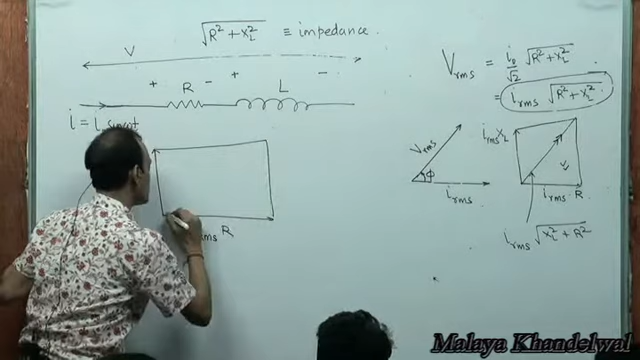 √R² + X_L² ≡ impedance.
V
+ R - + L -
i = i₀ sinωt
rms R
V_rms = i₀/√2 √R² + X_L²
= i_rms √R² + X_L²
V_rms φ i_rms
i_rms X_L
i_rms R
i_rms √X_L² + R²
Malaya Khandelwal